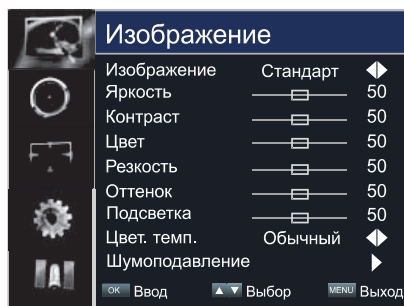 Изображение
Изображение Стандарт
Яркость 50
Контраст 50
Цвет 50
Резкость 50
Оттенок 50
Подсветка 50
Цвет. темп. Обычный
Шумоподавление
OK Ввод Выбор MENU Выход